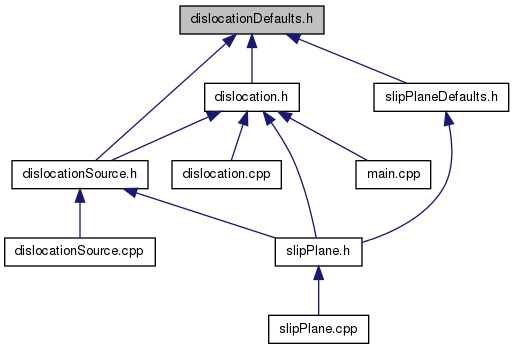 dislocationDefaults.h
dislocation.h
slipPlaneDefaults.h
dislocationSource.h
dislocation.cpp
main.cpp
dislocationSource.cpp
slipPlane.h
slipPlane.cpp